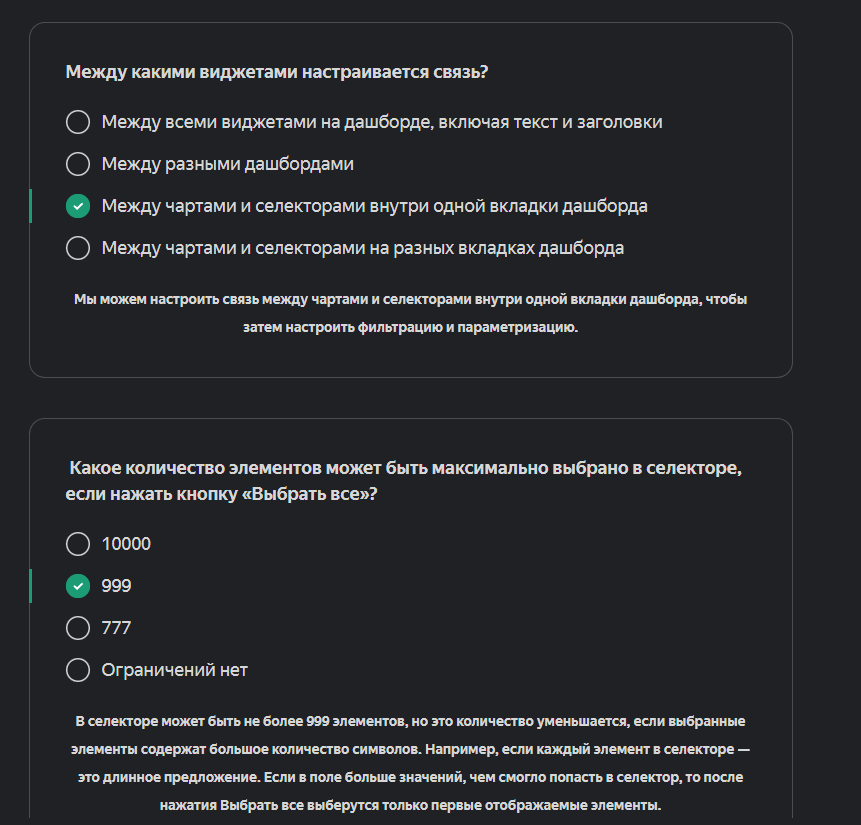 Между какими виджетами настраивается связь?
Между всеми виджетами на дашборде, включая текст и заголовки
Между разными дашбордами
Между чартами и селекторами внутри одной вкладки дашборда
Между чартами и селекторами на разных вкладках дашборда
Мы можем настроить связь между чартами и селекторами внутри одной вкладки дашборда, чтобы
затем настроить фильтрацию и параметризацию.
Какое количество элементов может быть максимально выбрано в селекторе,
если нажать кнопку «Выбрать все»?
10000
999
777
Ограничений нет
В селекторе может быть не более 999 элементов, но это количество уменьшается, если выбранные
элементы содержат большое количество символов. Например, если каждый элемент в селекторе —
это длинное предложение. Если в поле больше значений, чем смогло попасть в селектор, то после
нажатия Выбрать все выберутся только первые отображаемые элементы.